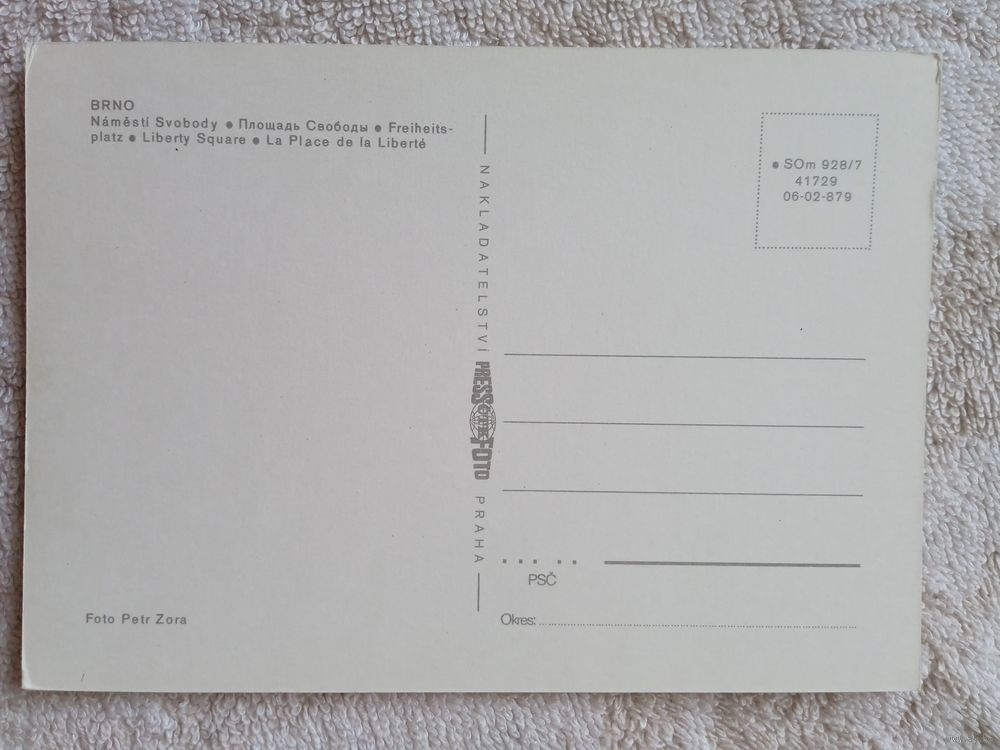 BRNO
Náměstí Svobody ● Площадь Свободы ● Freiheits-
platz ● Liberty Square ● La Place de la Liberté
● SOm 928/7
41729
06-02-879
NAKLADATELSTVÍ PRESSFOTO PRAHA
PSČ
Okres:
Foto Petr Zora